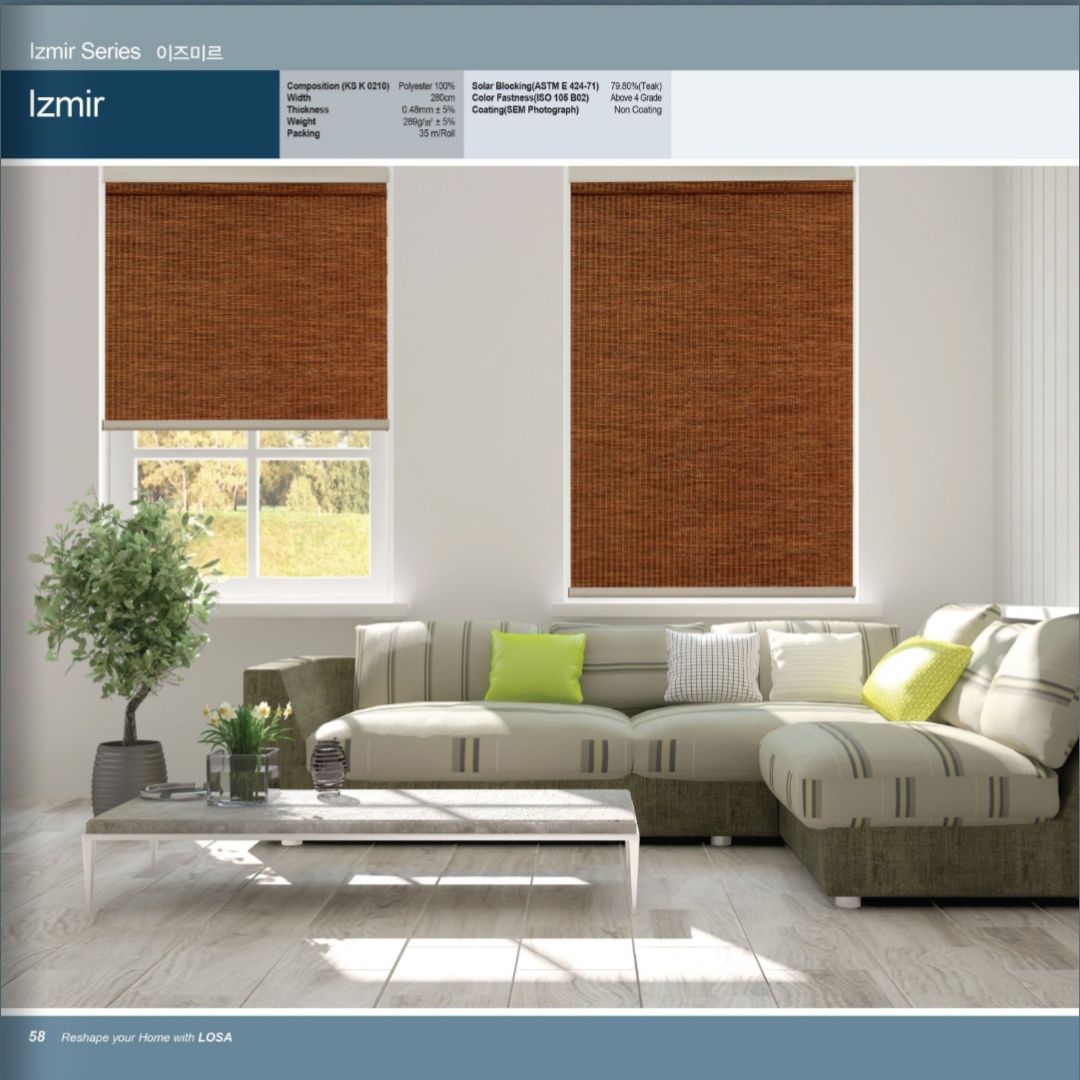 Izmir Series 이즈미르
Izmir
Composition (KS K 0210) Polyester 100%
Width 280cm
Thickness 0.48mm ± 5%
Weight 289g/㎡ ± 5%
Packing 35 m/Roll
Solar Blocking(ASTM E 424-71) 79.80%(Teak)
Color Fastness(ISO 105 B02) Above 4 Grade
Coating(SEM Photograph) Non Coating
58 Reshape your Home with LOSA